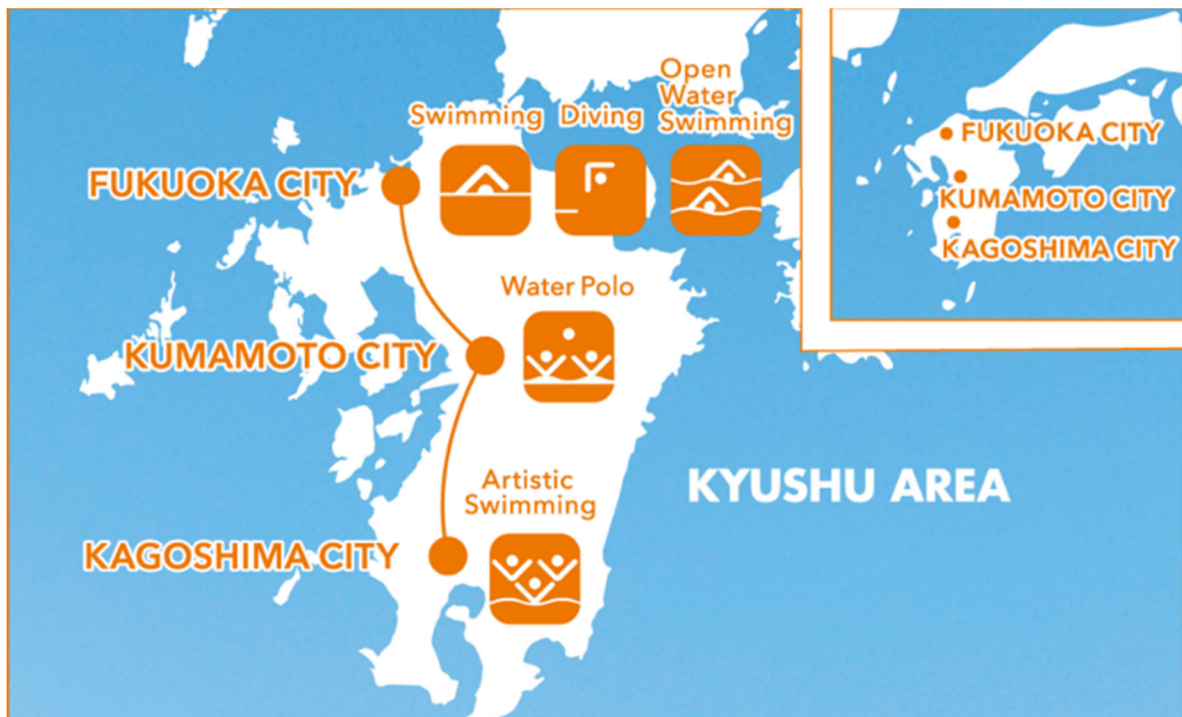 Swimming
Diving
Open
Water
Swimming
FUKUOKA CITY
Water Polo
KUMAMOTO CITY
Artistic
Swimming
KAGOSHIMA CITY
KYUSHU AREA
FUKUOKA CITY
KUMAMOTO CITY
KAGOSHIMA CITY